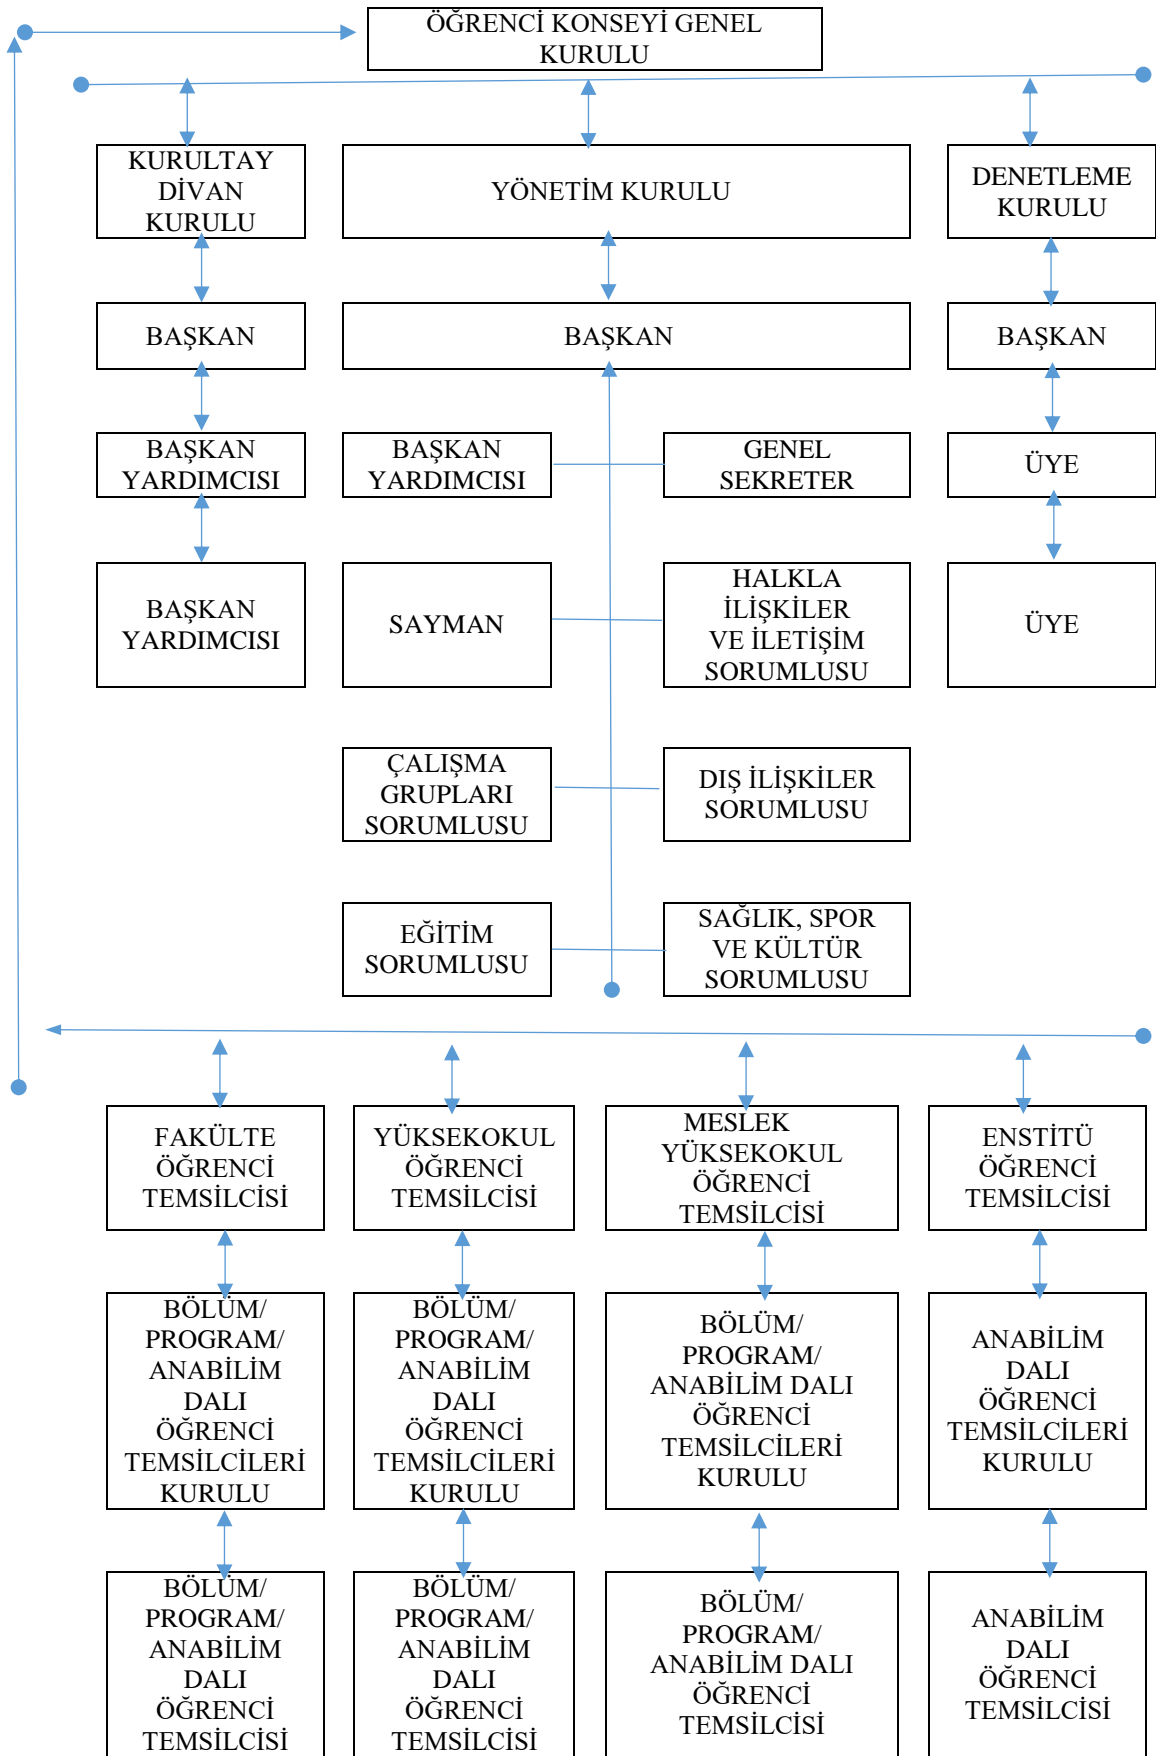 ÖĞRENCİ KONSEYİ GENEL
KURULU
KURULTAY
DİVAN
KURULU
YÖNETİM KURULU
DENETLEME
KURULU
BAŞKAN
BAŞKAN
BAŞKAN
BAŞKAN
YARDIMCISI
BAŞKAN
YARDIMCISI
GENEL
SEKRETER
ÜYE
BAŞKAN
YARDIMCISI
SAYMAN
HALKLA
İLİŞKİLER
VE İLETİŞİM
SORUMLUSU
ÜYE
ÇALIŞMA
GRUPLARI
SORUMLUSU
DIŞ İLİŞKİLER
SORUMLUSU
EĞİTİM
SORUMLUSU
SAĞLIK, SPOR
VE KÜLTÜR
SORUMLUSU
FAKÜLTE
ÖĞRENCİ
TEMSİLCİSİ
YÜKSEKOKUL
ÖĞRENCİ
TEMSİLCİSİ
MESLEK
YÜKSEKOKUL
ÖĞRENCİ
TEMSİLCİSİ
ENSTİTÜ
ÖĞRENCİ
TEMSİLCİSİ
BÖLÜM/
PROGRAM/
ANABİLİM
DALI
ÖĞRENCİ
TEMSİLCİLERİ
KURULU
BÖLÜM/
PROGRAM/
ANABİLİM
DALI
ÖĞRENCİ
TEMSİLCİLERİ
KURULU
BÖLÜM/
PROGRAM/
ANABİLİM DALI
ÖĞRENCİ
TEMSİLCİLERİ
KURULU
ANABİLİM
DALI
ÖĞRENCİ
TEMSİLCİLERİ
KURULU
BÖLÜM/
PROGRAM/
ANABİLİM
DALI
ÖĞRENCİ
TEMSİLCİSİ
BÖLÜM/
PROGRAM/
ANABİLİM
DALI
ÖĞRENCİ
TEMSİLCİSİ
BÖLÜM/
PROGRAM/
ANABİLİM DALI
ÖĞRENCİ
TEMSİLCİSİ
ANABİLİM
DALI
ÖĞRENCİ
TEMSİLCİSİ